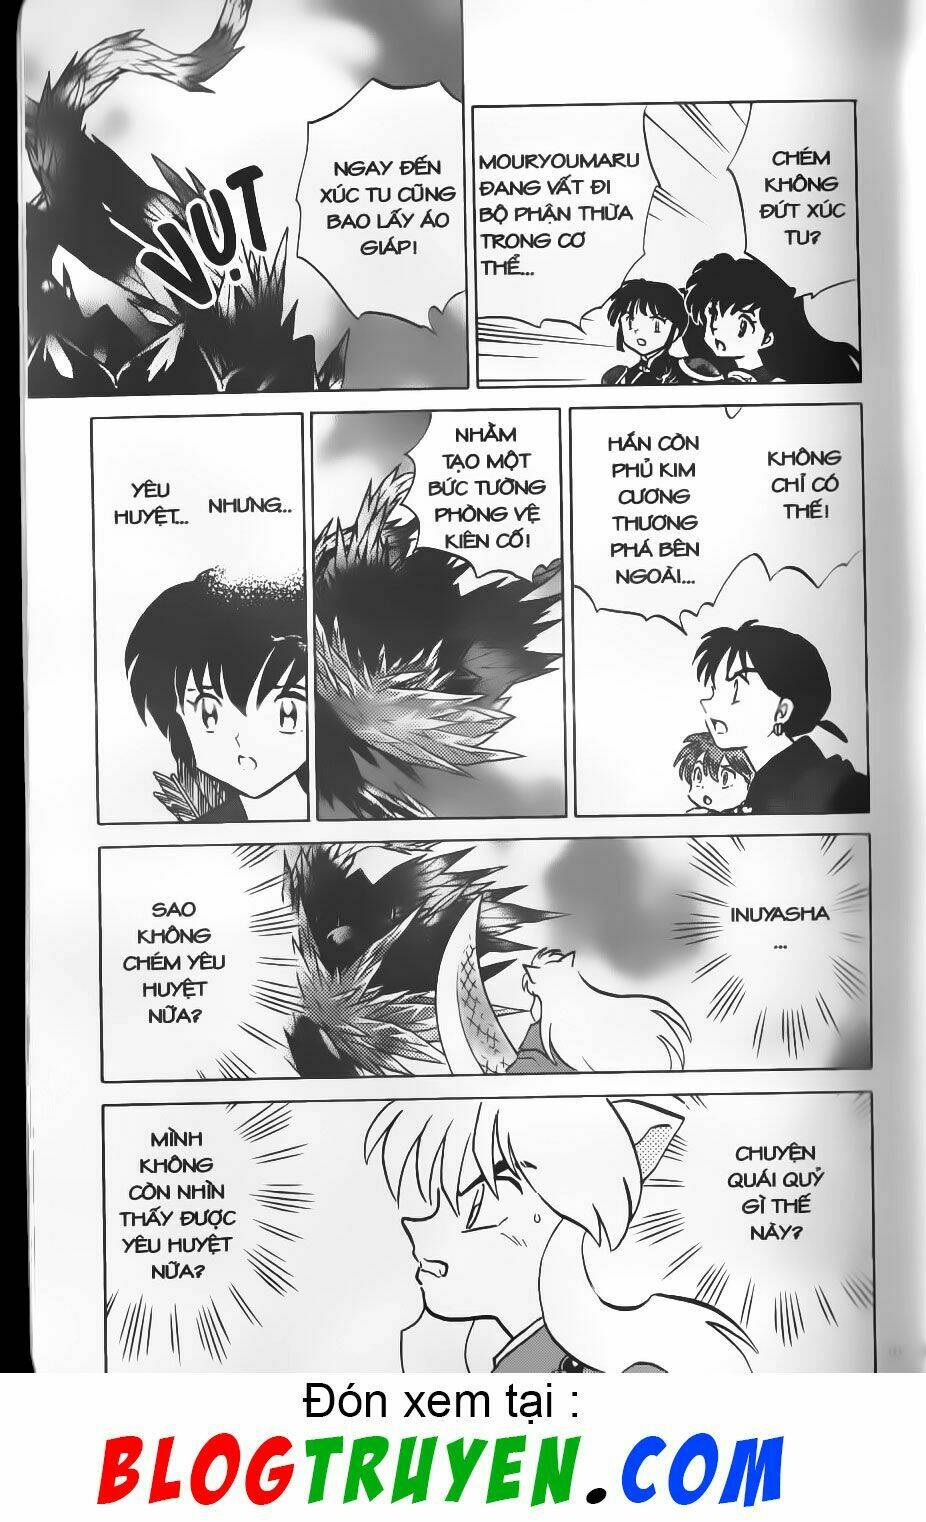 CHÉM
KHÔNG
ĐỨT XÚC
TU?
MOURYOUMARU
ĐANG VẤT ĐI
BỘ PHẬN THỪA
TRONG CƠ
THỂ...
NGAY ĐẾN
XÚC TU CŨNG
BAO LẤY ÁO
GIÁP!
VỤT
KHÔNG
CHỈ CÓ
THẾ!
HẮN CÒN
PHỦ KIM
CƯƠNG
THƯƠNG
PHÁ BÊN
NGOÀI...
NHẰM
TẠO MỘT
BỨC TƯỜNG
PHÒNG VỆ
KIÊN CỐ!
NHƯNG...
YÊU
HUYỆT...
INUYASHA
...
SAO
KHÔNG
CHÉM YÊU
HUYỆT
NỮA?
CHUYỆN
QUÁI QUỶ
GÌ THẾ
NÀY?
MÌNH
KHÔNG
CÒN NHÌN
THẤY ĐƯỢC
YÊU HUYỆT
NỮA?
Đón xem tại :
BLOGTRUYEN.COM